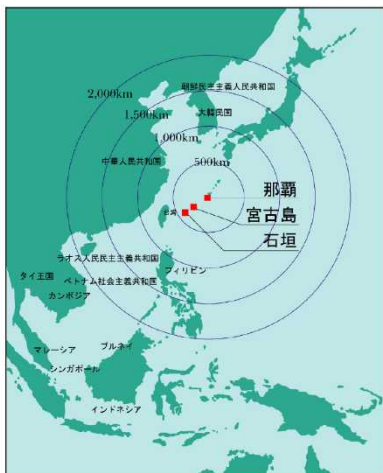 朝鮮民主主義人民共和国
2,000km
大韓民国
1,500km
1,000km
中華人民共和国
500km
那覇
宮古島
石垣
台湾
ラオス人民民主主義共和国
フィリピン
タイ王国
ベトナム社会主義共和国
カンボジア
マレーシア
ブルネイ
シンガポール
インドネシア